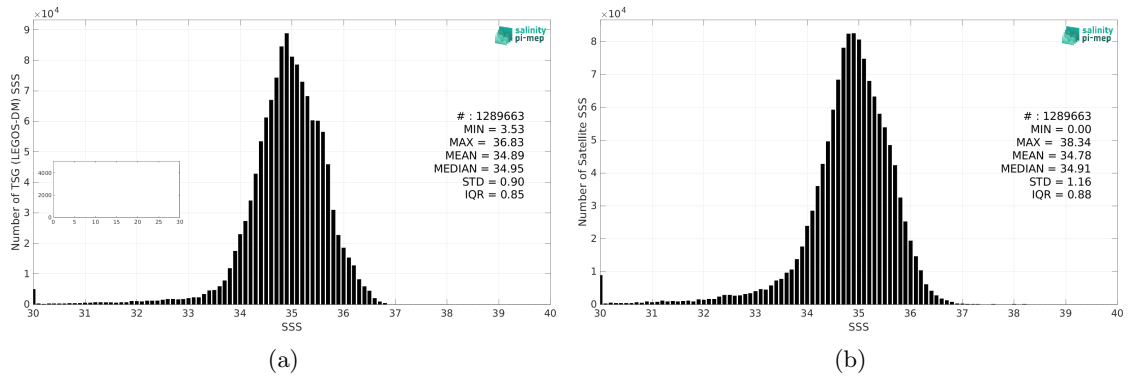 ×10⁴
9
8
7
6
5
4
3
2
1
0
Number of TSG (LEGOS-DM) SSS
salinity
pi-mep
# : 1289663
MIN = 3.53
MAX = 36.83
MEAN = 34.89
MEDIAN = 34.95
STD = 0.90
IQR = 0.85
4000
2000
0
0 5 10 15 20 25 30
30 31 32 33 34 35 36 37 38 39 40
SSS
(a)
×10⁴
8
7
6
5
4
3
2
1
0
Number of Satellite SSS
salinity
pi-mep
# : 1289663
MIN = 0.00
MAX = 38.34
MEAN = 34.78
MEDIAN = 34.91
STD = 1.16
IQR = 0.88
30 31 32 33 34 35 36 37 38 39 40
SSS
(b)